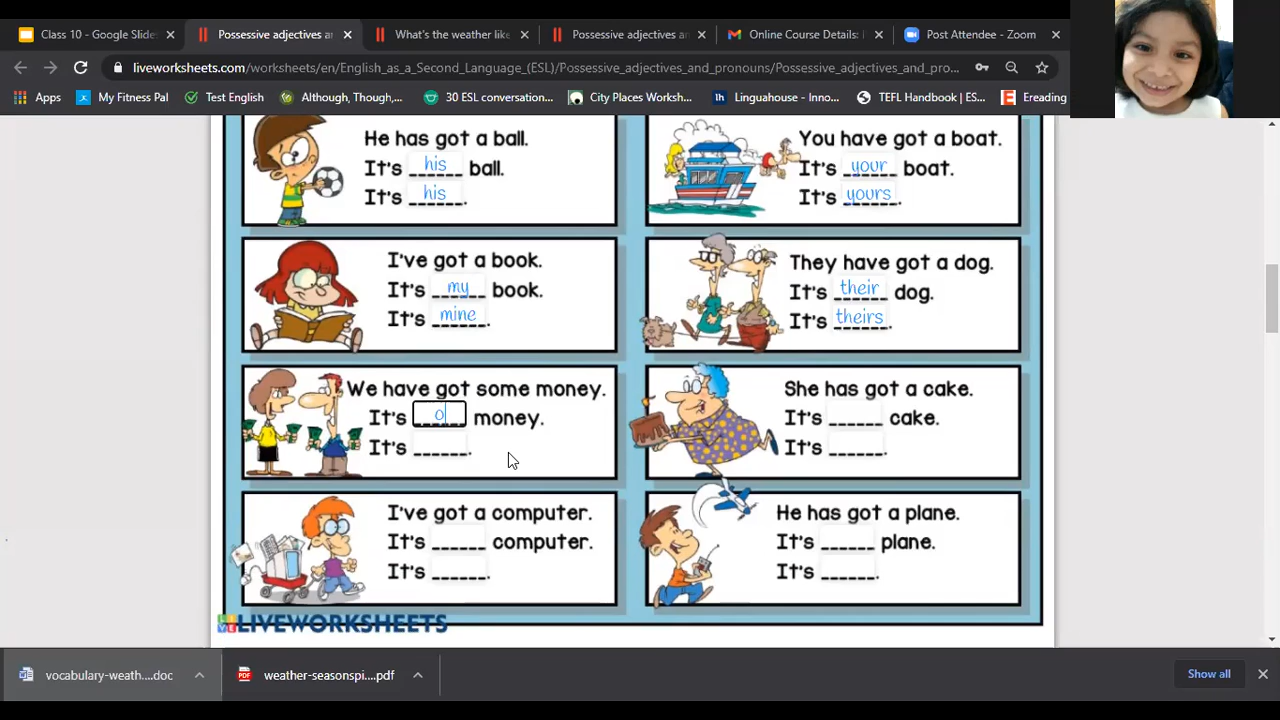 Class 10 - Google Slide
Possessive adjectives and
What's the weather like
Possessive adjectives and
Online Course Details:
Post Attendee - Zoom
liveworksheets.com/worksheets/en/English_as_a_Second_Language_(ESL)/Possessive_adjectives_and_pronouns/Possessive_adjectives_and_pro...
Apps
My Fitness Pal
Test English
Although, Though,...
30 ESL conversation...
City Places Worksh...
Linguahouse - Inno...
TEFL Handbook | ES...
Ereading
He has got a ball.
It's his ball.
It's his.
You have got a boat.
It's your boat.
It's yours.
I've got a book.
It's my book.
It's mine.
They have got a dog.
It's their dog.
It's theirs.
We have got some money.
It's o money.
It's ______.
She has got a cake.
It's ______ cake.
It's ______.
I've got a computer.
It's ______ computer.
It's ______.
He has got a plane.
It's ______ plane.
It's ______.
LIVEWORKSHEETS
vocabulary-weath....doc
weather-seasonspi....pdf
Show all